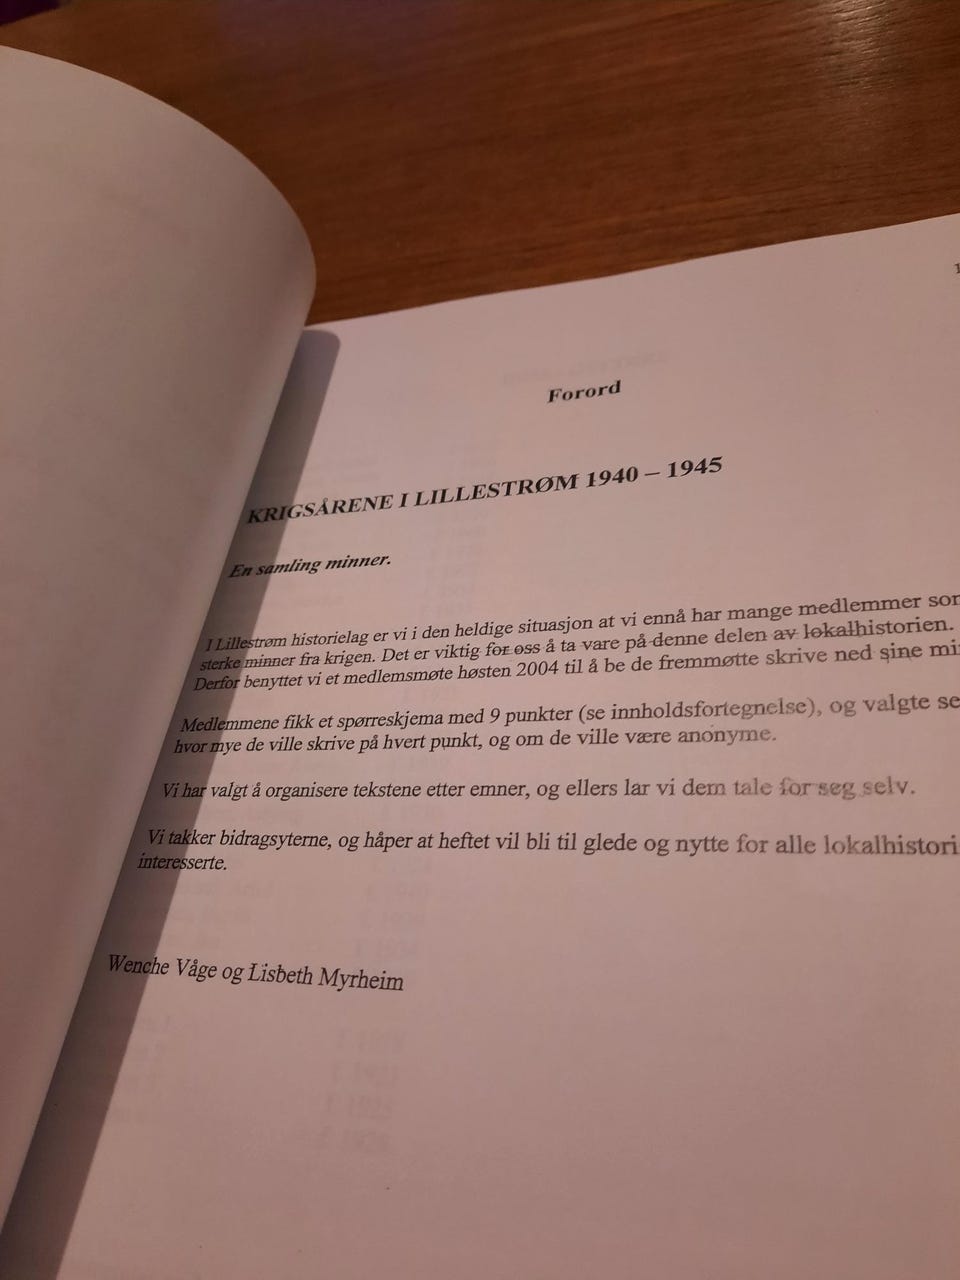 Forord
KRIGSÅRENE I LILLESTRØM 1940 – 1945
En samling minner.
I Lillestrøm historielag er vi i den heldige situasjon at vi ennå har mange medlemmer
sterke minner fra krigen. Det er viktig for oss å ta vare på denne delen av lokalhistorien.
Derfor benyttet vi et medlemsmøte høsten 2004 til å be de fremmøtte skrive ned sine
Medlemmene fikk et spørreskjema med 9 punkter (se innholdsfortegnelse), og valgte
hvor mye de ville skrive på hvert punkt, og om de ville være anonyme.
Vi har valgt å organisere tekstene etter emner, og ellers lar vi dem tale for seg selv.
Vi takker bidragsyterne, og håper at heftet vil bli til glede og nytte for alle lokalhistori
interesserte.
Wenche Våge og Lisbeth Myrheim